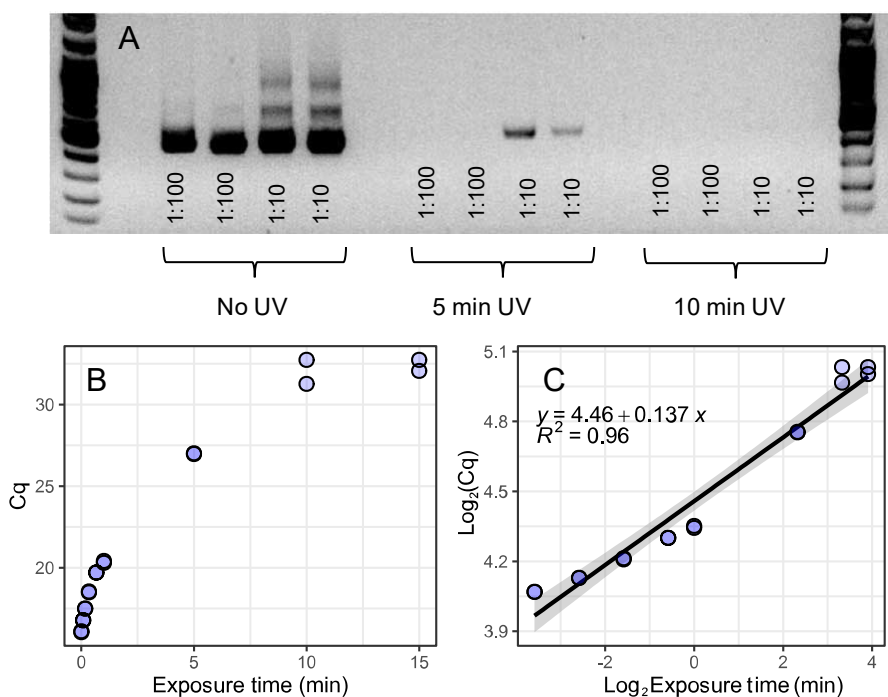 A
1:100
1:100
1:10
1:10
1:100
1:100
1:10
1:10
1:100
1:100
1:10
1:10
No UV
5 min UV
10 min UV
B
Cq
30
25
20
0
5
10
15
Exposure time (min)
C
y = 4.46 + 0.137 x
R² = 0.96
Log₂(Cq)
5.1
4.8
4.5
4.2
3.9
-2
0
2
4
Log₂ Exposure time (min)